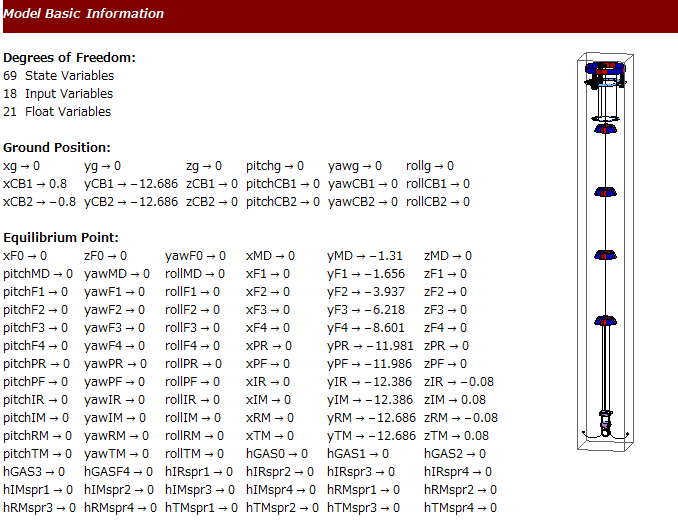 Model Basic Information
Degrees of Freedom:
69 State Variables
18 Input Variables
21 Float Variables
Ground Position:
xg → 0 yg → 0 zg → 0 pitchg → 0 yawg → 0 rollg → 0
xCB1 → 0.8 yCB1 → −12.686 zCB1 → 0 pitchCB1 → 0 yawCB1 → 0 rollCB1 → 0
xCB2 → −0.8 yCB2 → −12.686 zCB2 → 0 pitchCB2 → 0 yawCB2 → 0 rollCB2 → 0
Equilibrium Point:
xF0 → 0 zF0 → 0 yawF0 → 0 xMD → 0 yMD → −1.31 zMD → 0
pitchMD → 0 yawMD → 0 rollMD → 0 xF1 → 0 yF1 → −1.656 zF1 → 0
pitchF1 → 0 yawF1 → 0 rollF1 → 0 xF2 → 0 yF2 → −3.937 zF2 → 0
pitchF2 → 0 yawF2 → 0 rollF2 → 0 xF3 → 0 yF3 → −6.218 zF3 → 0
pitchF3 → 0 yawF3 → 0 rollF3 → 0 xF4 → 0 yF4 → −8.601 zF4 → 0
pitchF4 → 0 yawF4 → 0 rollF4 → 0 xPR → 0 yPR → −11.981 zPR → 0
pitchPR → 0 yawPR → 0 rollPR → 0 xPF → 0 yPF → −11.986 zPF → 0
pitchPF → 0 yawPF → 0 rollPF → 0 xIR → 0 yIR → −12.386 zIR → −0.08
pitchIR → 0 yawIR → 0 rollIR → 0 xIM → 0 yIM → −12.386 zIM → 0.08
pitchIM → 0 yawIM → 0 rollIM → 0 xRM → 0 yRM → −12.686 zRM → −0.08
pitchRM → 0 yawRM → 0 rollRM → 0 xTM → 0 yTM → −12.686 zTM → 0.08
pitchTM → 0 yawTM → 0 rollTM → 0 hGAS0 → 0 hGAS1 → 0 hGAS2 → 0
hGAS3 → 0 hGASF4 → 0 hIRspr1 → 0 hIRspr2 → 0 hIRspr3 → 0 hIRspr4 → 0
hIMspr1 → 0 hIMspr2 → 0 hIMspr3 → 0 hIMspr4 → 0 hRMspr1 → 0 hRMspr2 → 0
hRMspr3 → 0 hRMspr4 → 0 hTMspr1 → 0 hTMspr2 → 0 hTMspr3 → 0 hTMspr4 → 0